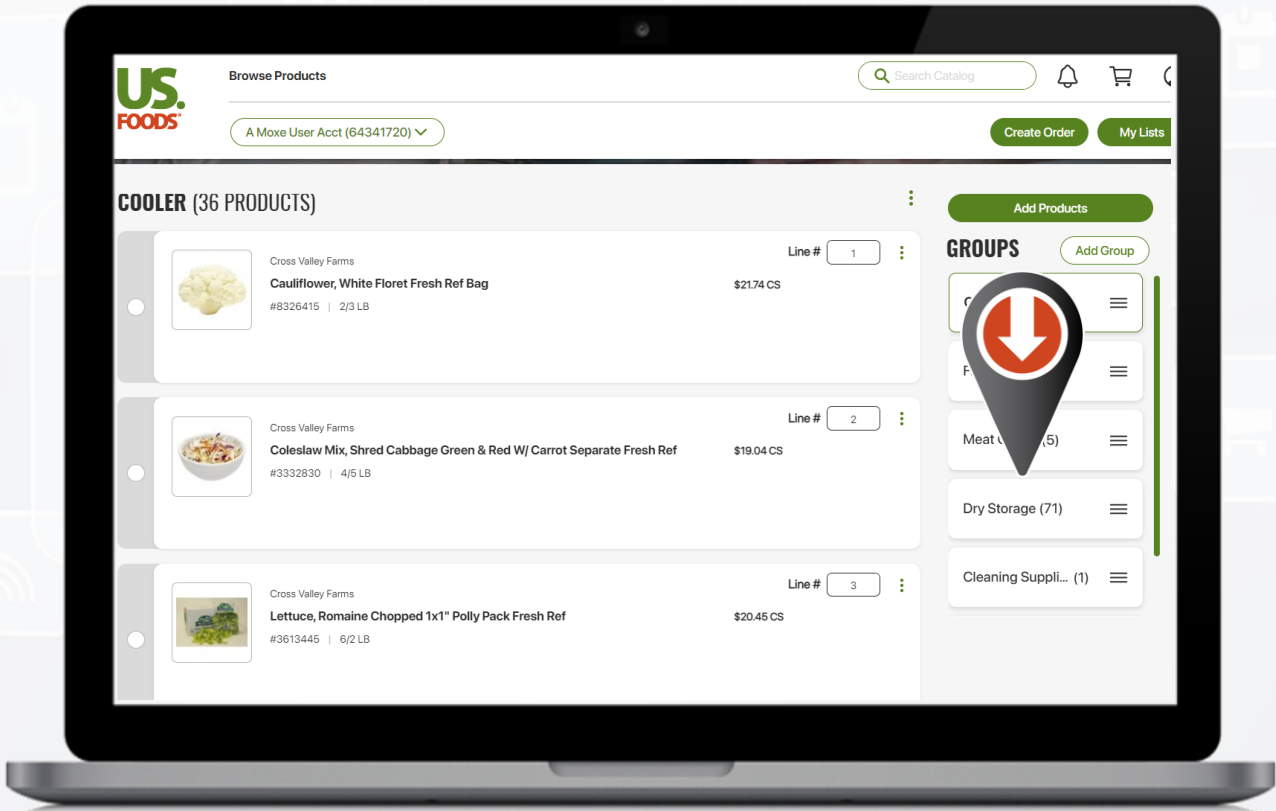 US.
FOODS
Browse Products
Search Catalog
A Moxe User Acct (64341720)
Create Order
My Lists
COOLER (36 PRODUCTS)
Add Products
GROUPS
Add Group
Cross Valley Farms
Line # 1
Cauliflower, White Floret Fresh Ref Bag
$21.74 CS
#8326415 | 2/3 LB
Cross Valley Farms
Line # 2
Coleslaw Mix, Shred Cabbage Green & Red W/ Carrot Separate Fresh Ref
$19.04 CS
#3332830 | 4/5 LB
Cross Valley Farms
Line # 3
Lettuce, Romaine Chopped 1x1" Polly Pack Fresh Ref
$20.45 CS
#3613445 | 6/2 LB
Meat (5)
Dry Storage (71)
Cleaning Suppli... (1)